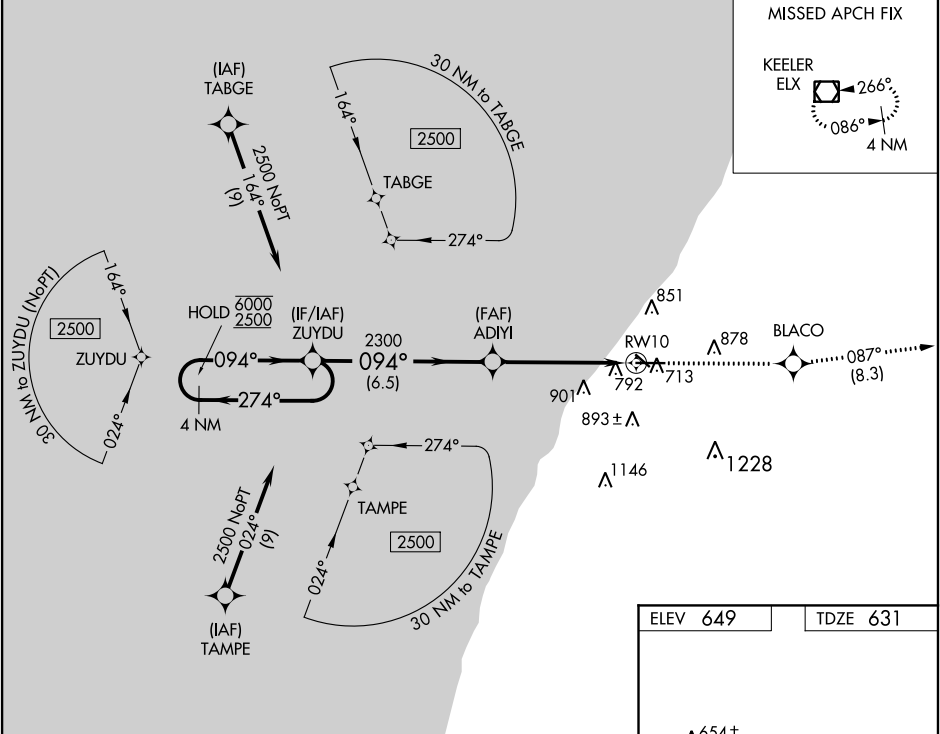 MISSED APCH FIX
KEELER
ELX
266°
086°
4 NM
(IAF)
TABGE
2500 NoPT
164°
(9)
30 NM to TABGE
164°
2500
TABGE
274°
30 NM to ZUYDU (NoPT)
164°
2500
ZUYDU
024°
HOLD 6000
2500
094°
274°
4 NM
(IF/IAF)
ZUYDU
2300
094°
(6.5)
(FAF)
ADIYI
851
RW10
878
BLACO
087°
(8.3)
792
713
901
893±
1146
1228
274°
TAMPE
2500
024°
30 NM to TAMPE
2500 NoPT
024°
(9)
(IAF)
TAMPE
ELEV 649
TDZE 631
654±